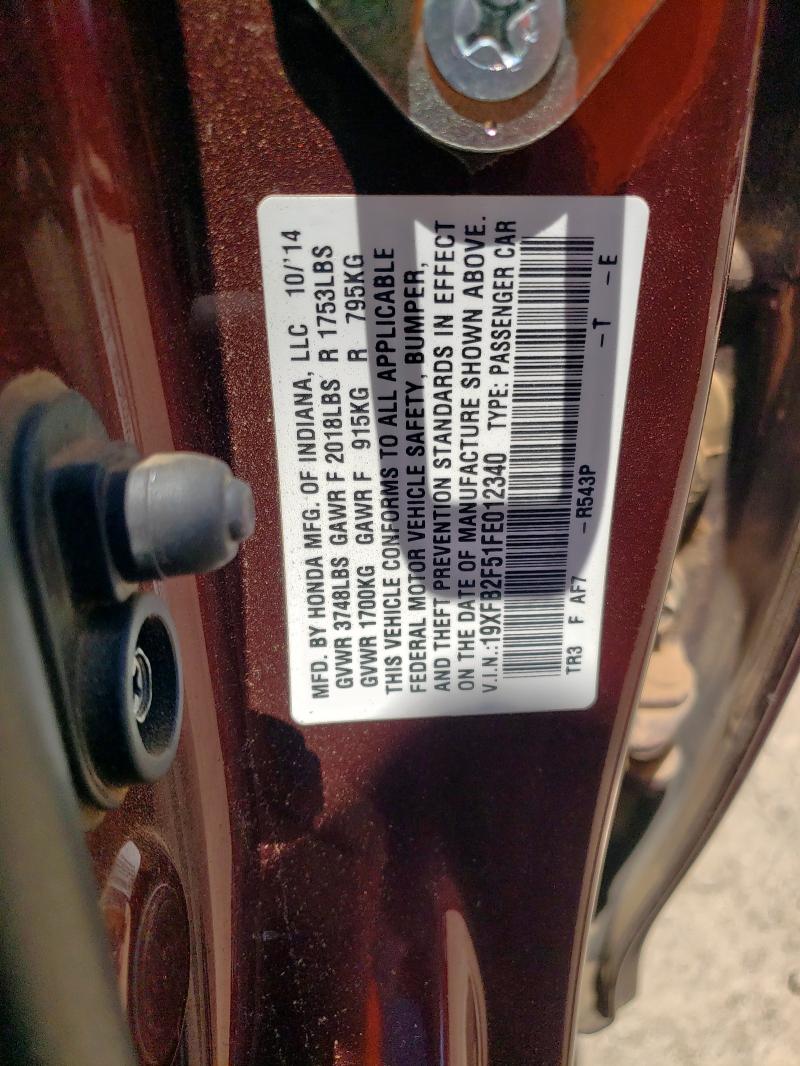 MFD. BY HONDA MFG. OF INDIANA, LLC 10/'14
GVWR 3748LBS GAWR F 2018LBS R 1753LBS
GVWR 1700KG GAWR F 915KG R 795KG
THIS VEHICLE CONFORMS TO ALL APPLICABLE
FEDERAL MOTOR VEHICLE SAFETY, BUMPER,
AND THEFT PREVENTION STANDARDS IN EFFECT
ON THE DATE OF MANUFACTURE SHOWN ABOVE.
V.I.N.:19XFB2F51FE012340 TYPE: PASSENGER CAR
TR3 F AF7 -R543P -T -E